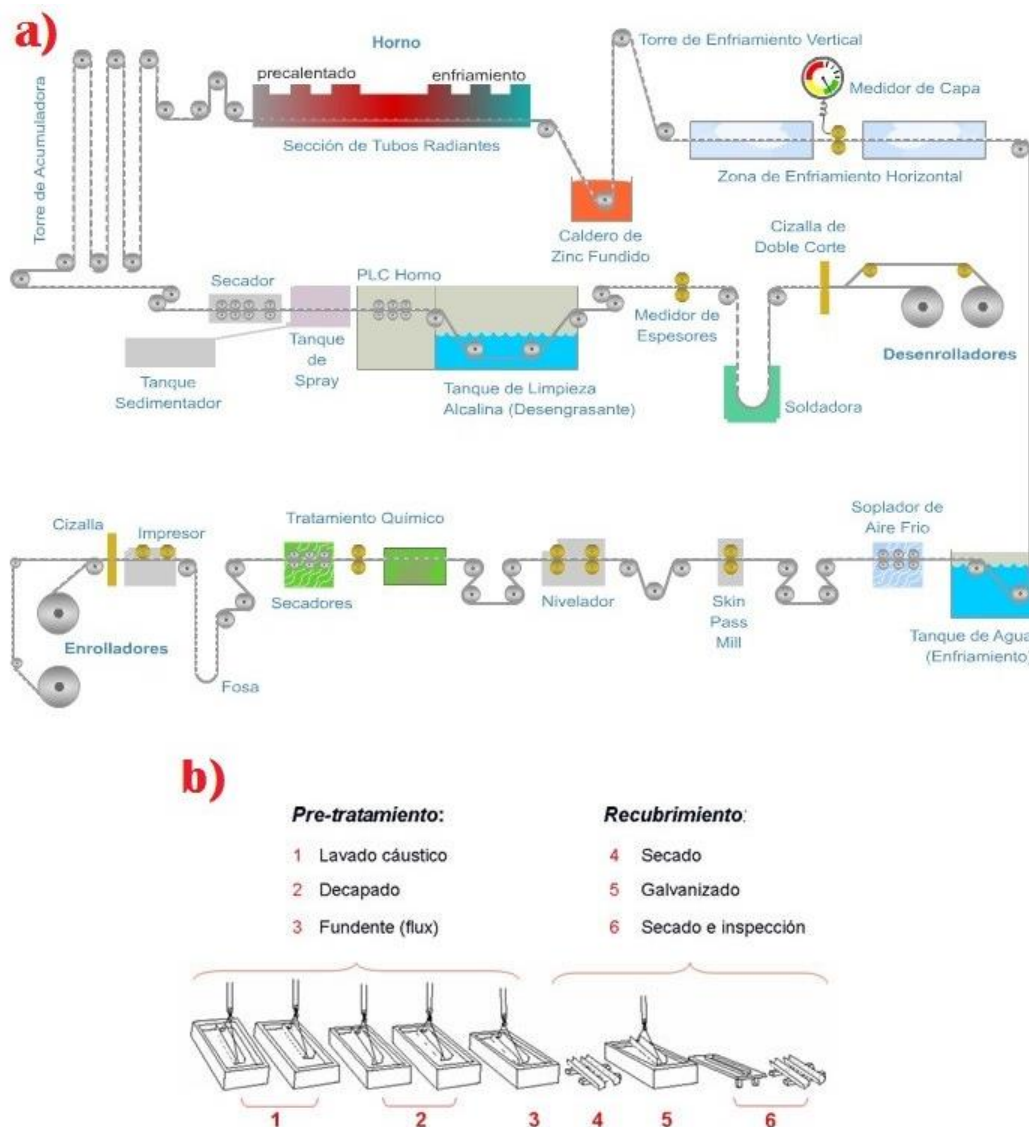 a)
Horno
precalentado
enfriamiento
Sección de Tubos Radiantes
Torre de Acumuladora
Torre de Enfriamiento Vertical
Medidor de Capa
Zona de Enfriamiento Horizontal
Caldero de
Zinc Fundido
Cizalla de
Doble Corte
Secador
PLC Horno
Medidor de
Espesores
Desenrolladores
Tanque
de
Spray
Tanque
Sedimentador
Tanque de Limpieza
Alcalina (Desengrasante)
Soldadora
Cizalla
Impresor
Tratamiento Químico
Soplador de
Aire Frio
Secadores
Nivelador
Skin
Pass
Mill
Enrolladores
Fosa
Tanque de Agua
(Enfriamiento)
b)
Pre-tratamiento:
1 Lavado cáustico
2 Decapado
3 Fundente (flux)
Recubrimiento:
4 Secado
5 Galvanizado
6 Secado e inspección
1
2
3
4
5
6